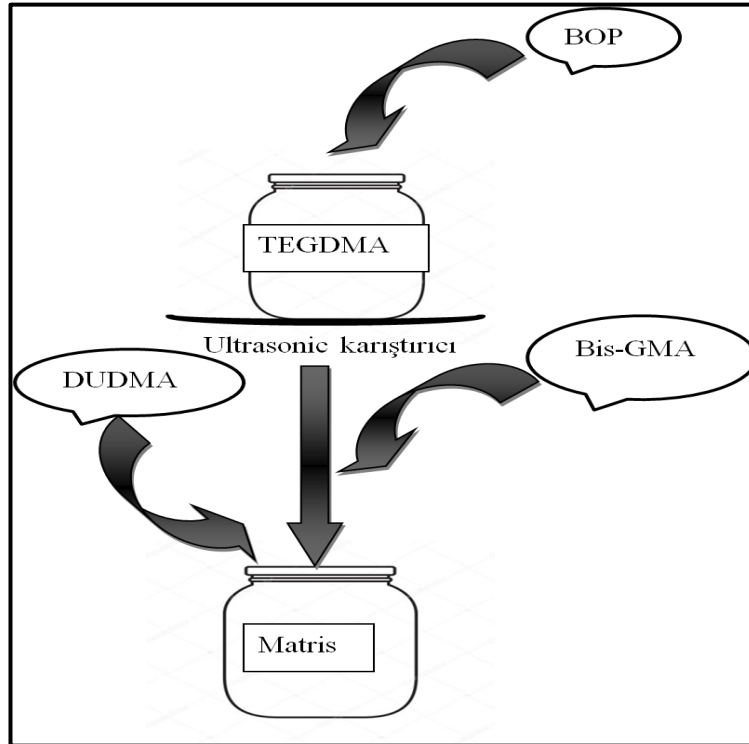 BOP
TEGDMA
Ultrasonic karıştırıcı
Bis-GMA
DUDMA
Matris